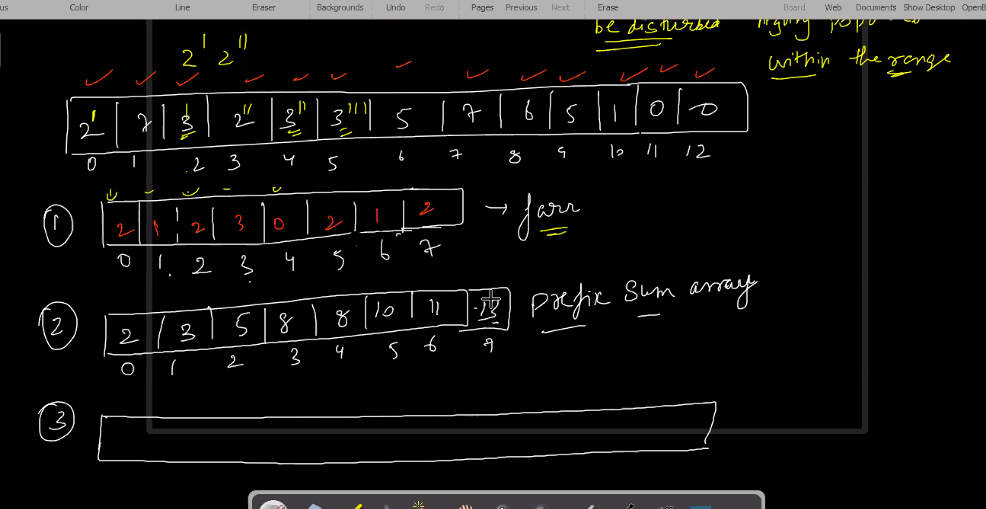 us Color Line Eraser Backgrounds Undo Redo Pages Previous Next Erase Board Web Documents Show Desktop OpenB
be disturbed
within the range
2' 2''
2' 7 3' 2'' 3'' 3''' 5 7 6 5 1 0 0
0 1 2 3 4 5 6 7 8 9 10 11 12
1 2 1 2 3 0 2 1 2 → farr
0 1 2 3 4 5 6 7
2 2 3 5 8 8 10 11 13 Prefix Sum array
0 1 2 3 4 5 6 7
3